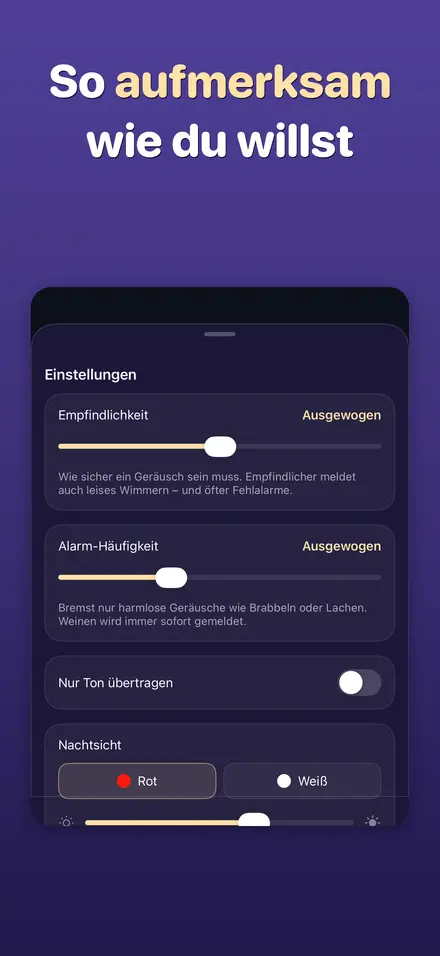 So aufmerksam
wie du willst
Einstellungen
Empfindlichkeit
Ausgewogen
Wie sicher ein Geräusch sein muss. Empfindlicher meldet
auch leises Wimmern – und öfter Fehlalarme.
Alarm-Häufigkeit
Ausgewogen
Bremst nur harmlose Geräusche wie Brabbeln oder Lachen.
Weinen wird immer sofort gemeldet.
Nur Ton übertragen
Nachtsicht
Rot
Weiß